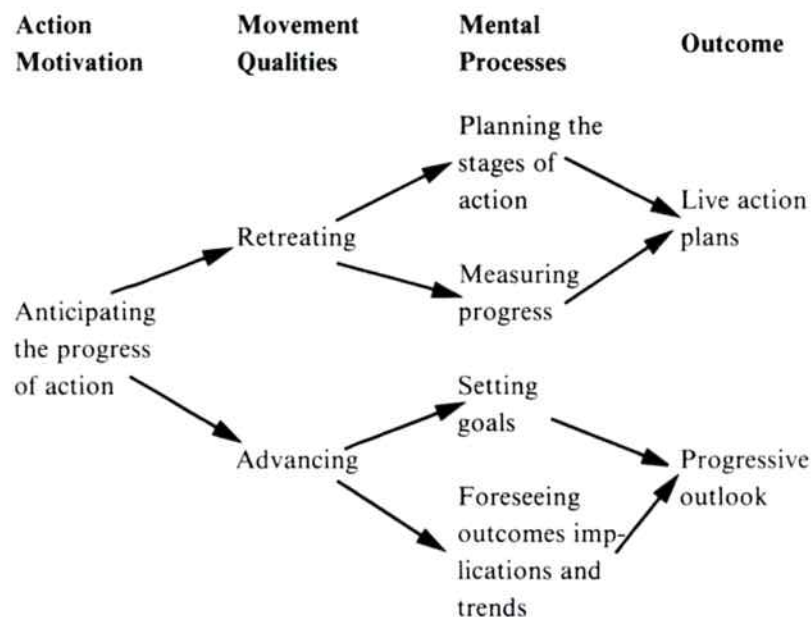 Action
Motivation
Movement
Qualities
Mental
Processes
Outcome
Anticipating
the progress
of action
Retreating
Advancing
Planning the
stages of
action
Measuring
progress
Setting
goals
Foreseeing
outcomes imp-
lications and
trends
Live action
plans
Progressive
outlook